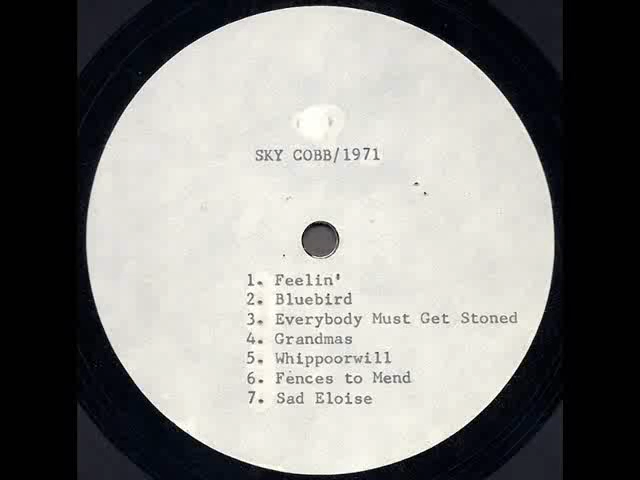 SKY COBB/1971
1. Feelin'
2. Bluebird
3. Everybody Must Get Stoned
4. Grandmas
5. Whippoorwill
6. Fences to Mend
7. Sad Eloise